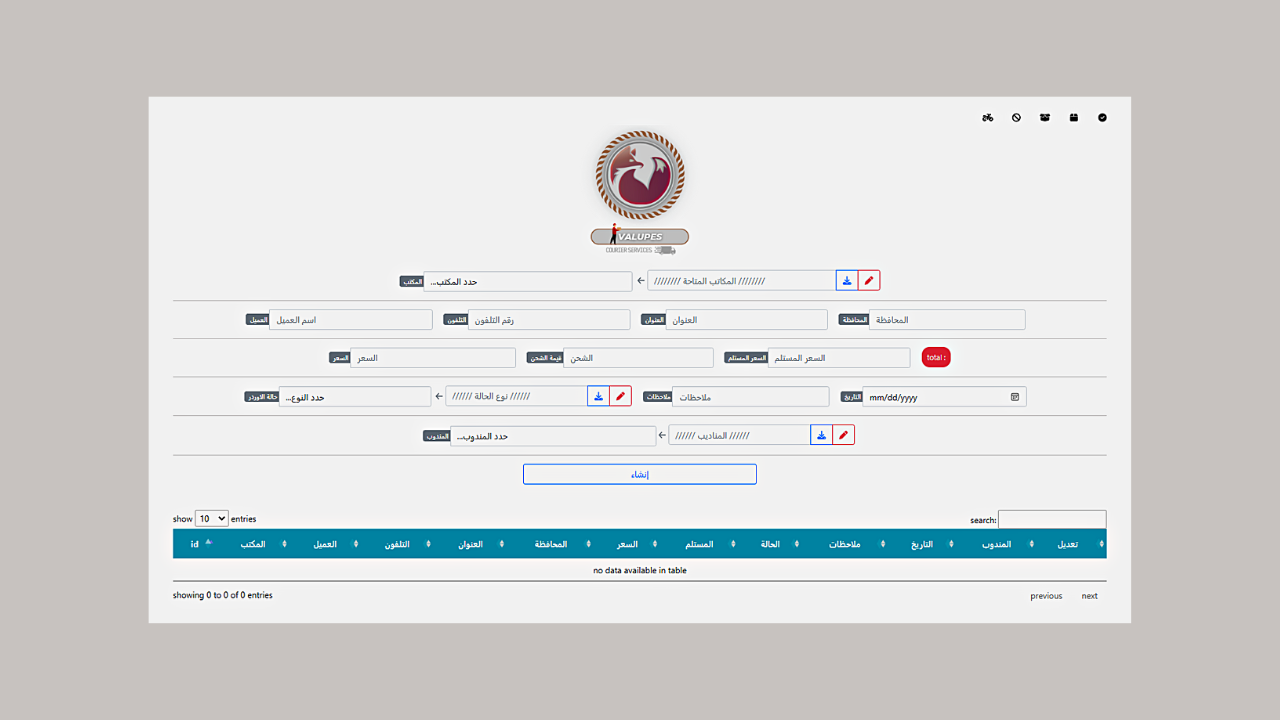 VALUPES
COURIER SERVICES
المكتب حدد المكتب... ← //////// المكاتب المتاحة ////////
العميل اسم العميل التلفون رقم التلفون العنوان العنوان المحافظة المحافظة
السعر السعر قيمة الشحن الشحن السعر المستلم السعر المستلم total :
حالة الاوردر حدد النوع... ← ////// نوع الحالة ////// ملاحظات ملاحظات التاريخ mm/dd/yyyy
المندوب حدد المندوب... ← ////// المناديب //////
إنشاء
show 10 entries search:
id المكتب العميل التلفون العنوان المحافظة السعر المستلم الحالة ملاحظات التاريخ المندوب تعديل
no data available in table
showing 0 to 0 of 0 entries previous next